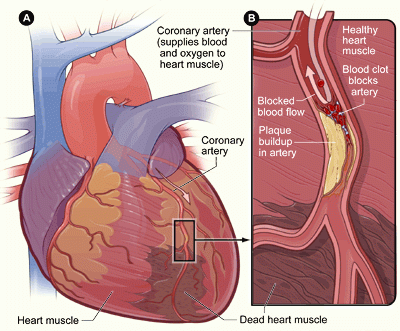 A
Coronary artery
(supplies blood
and oxygen to
heart muscle)
Coronary
artery
Heart muscle
Dead heart muscle
B
Healthy
heart
muscle
Blood clot
blocks
artery
Blocked
blood flow
Plaque
buildup
in artery